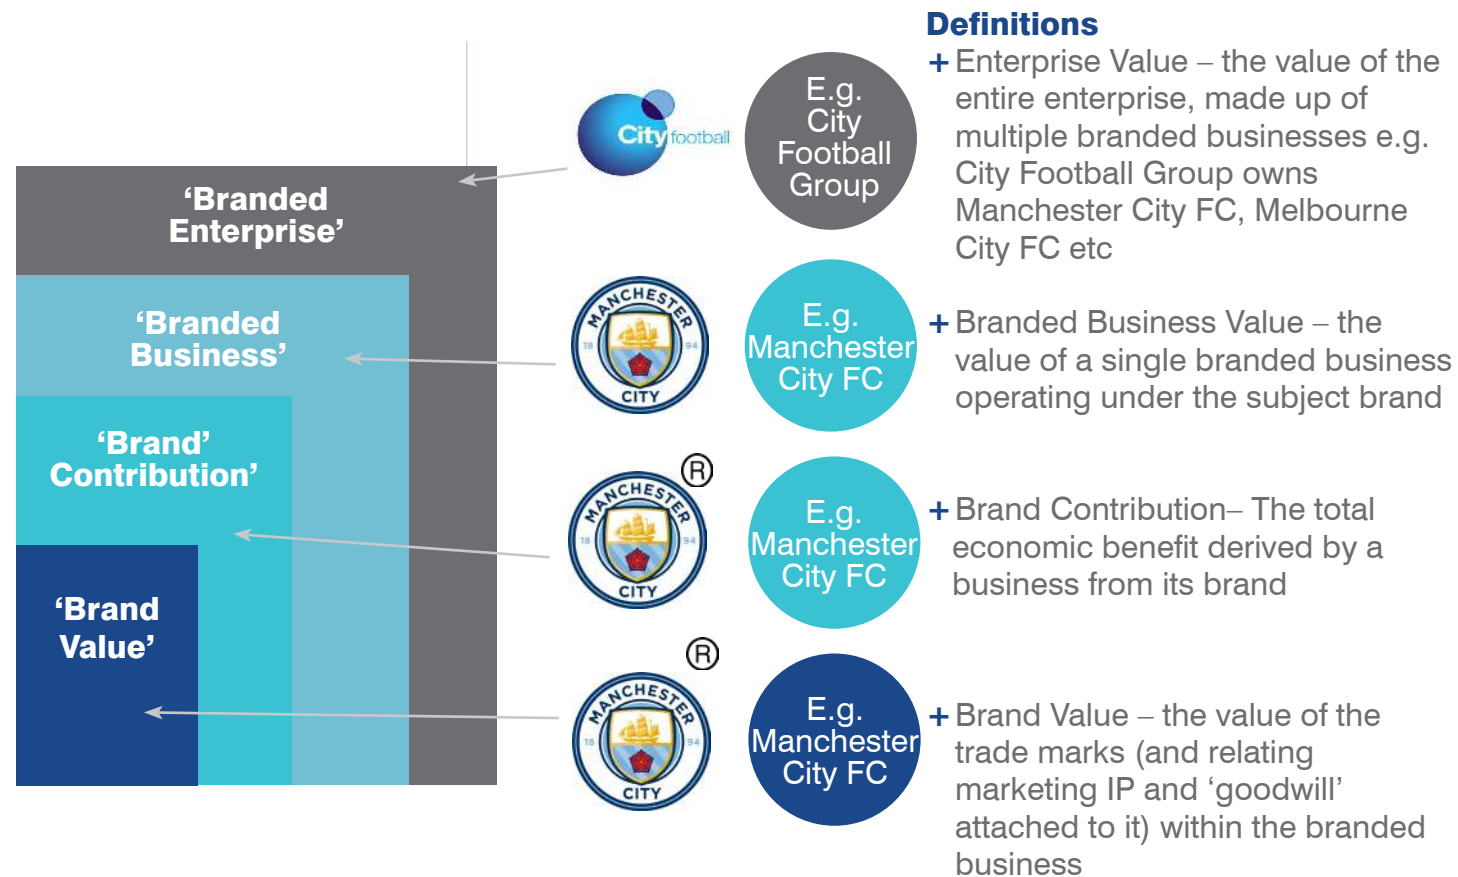 Definitions
+ Enterprise Value – the value of the
entire enterprise, made up of
multiple branded businesses e.g.
City Football Group owns
Manchester City FC, Melbourne
City FC etc
City football
E.g.
City
Football
Group
‘Branded
Enterprise’
‘Branded
Business’
MANCHESTER
18 94
CITY
E.g.
Manchester
City FC
+ Branded Business Value – the
value of a single branded business
operating under the subject brand
‘Brand’
Contribution’
®
MANCHESTER
18 94
CITY
E.g.
Manchester
City FC
+ Brand Contribution– The total
economic benefit derived by a
business from its brand
‘Brand
Value’
®
MANCHESTER
18 94
CITY
E.g.
Manchester
City FC
+ Brand Value – the value of the
trade marks (and relating
marketing IP and ‘goodwill’
attached to it) within the branded
business